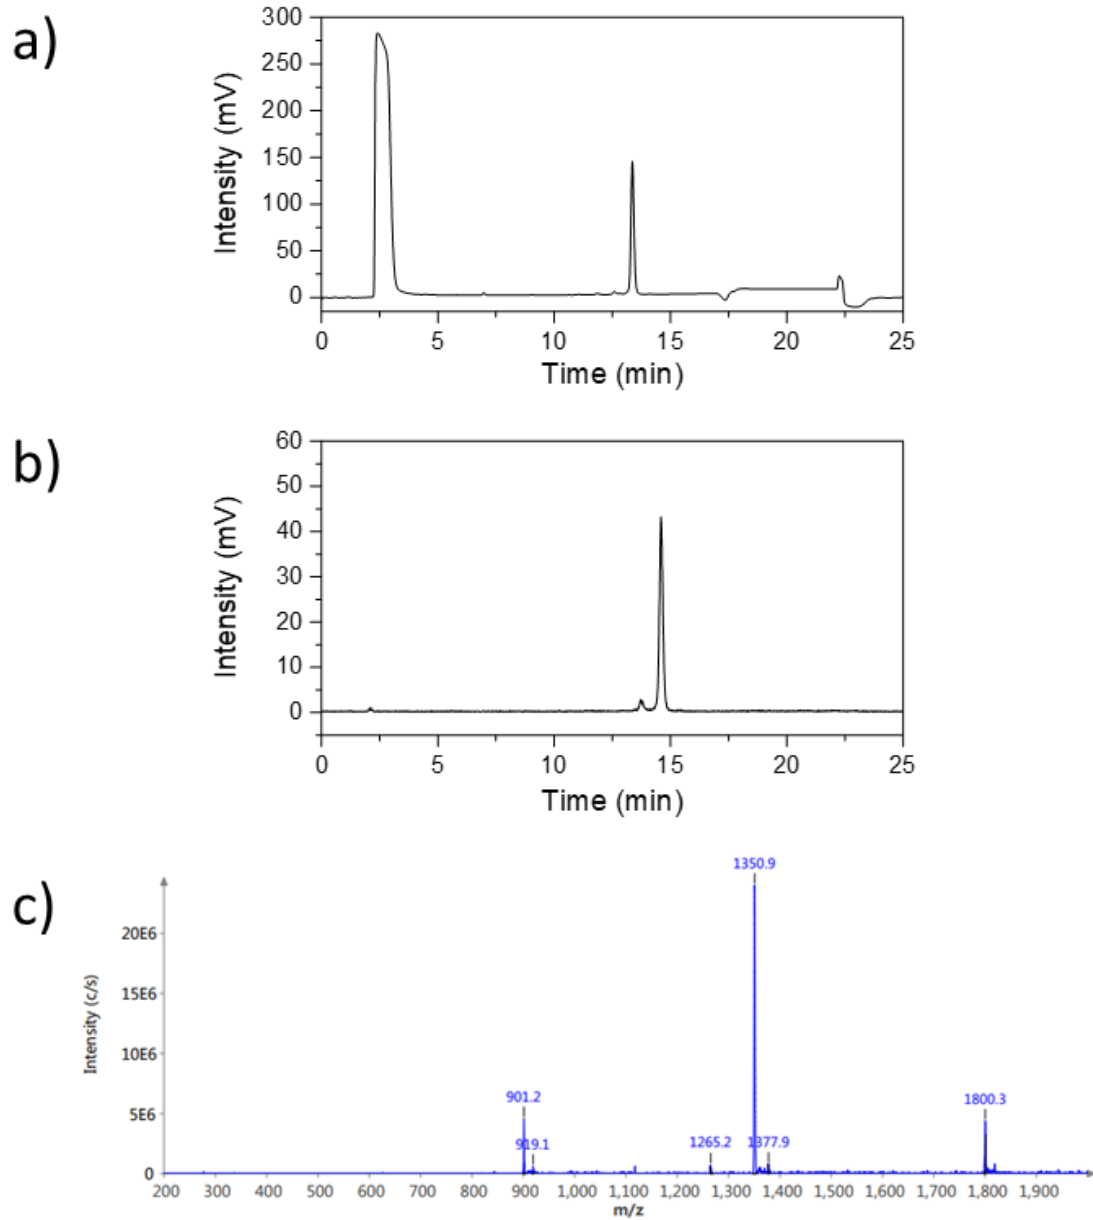 a)
300
250
200
150
100
50
0
Intensity (mV)
0 5 10 15 20 25
Time (min)
b)
60
50
40
30
20
10
0
Intensity (mV)
0 5 10 15 20 25
Time (min)
c)
1350.9
20E6
15E6
10E6
5E6
0
Intensity (c/s)
901.2
919.1
1265.2
1377.9
1800.3
200 300 400 500 600 700 800 900 1,000 1,100 1,200 1,300 1,400 1,500 1,600 1,700 1,800 1,900
m/z